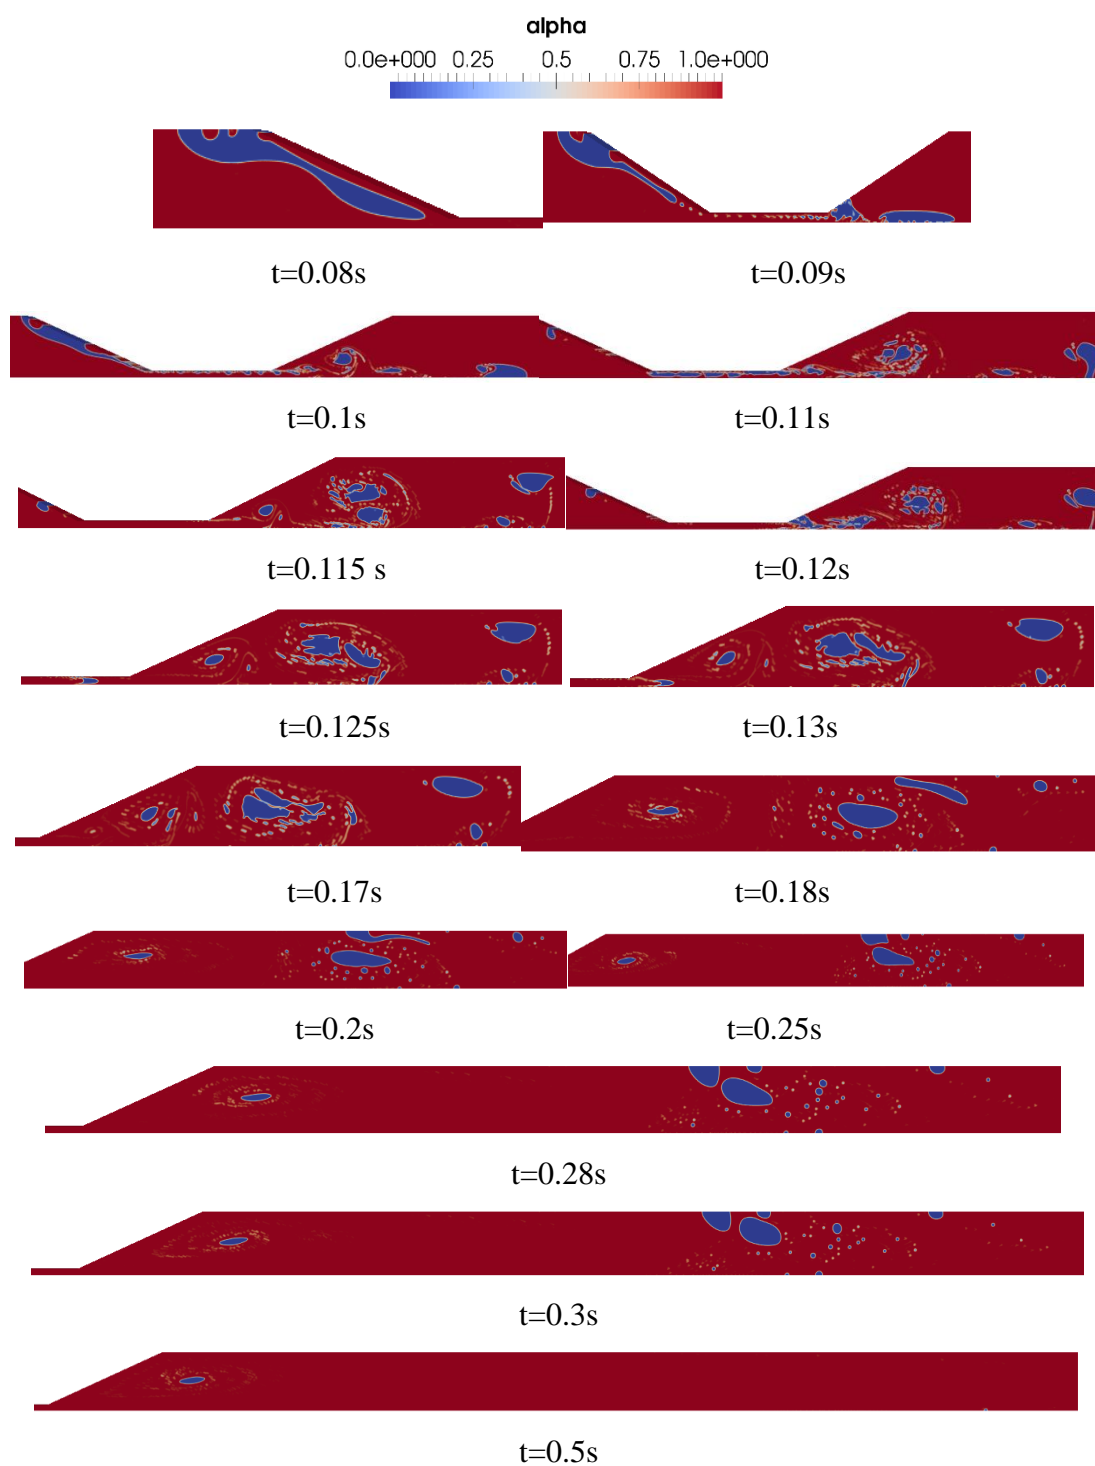 alpha
0.0e+000 0.25 0.5 0.75 1.0e+000
t=0.08s t=0.09s
t=0.1s t=0.11s
t=0.115 s t=0.12s
t=0.125s t=0.13s
t=0.17s t=0.18s
t=0.2s t=0.25s
t=0.28s
t=0.3s
t=0.5s